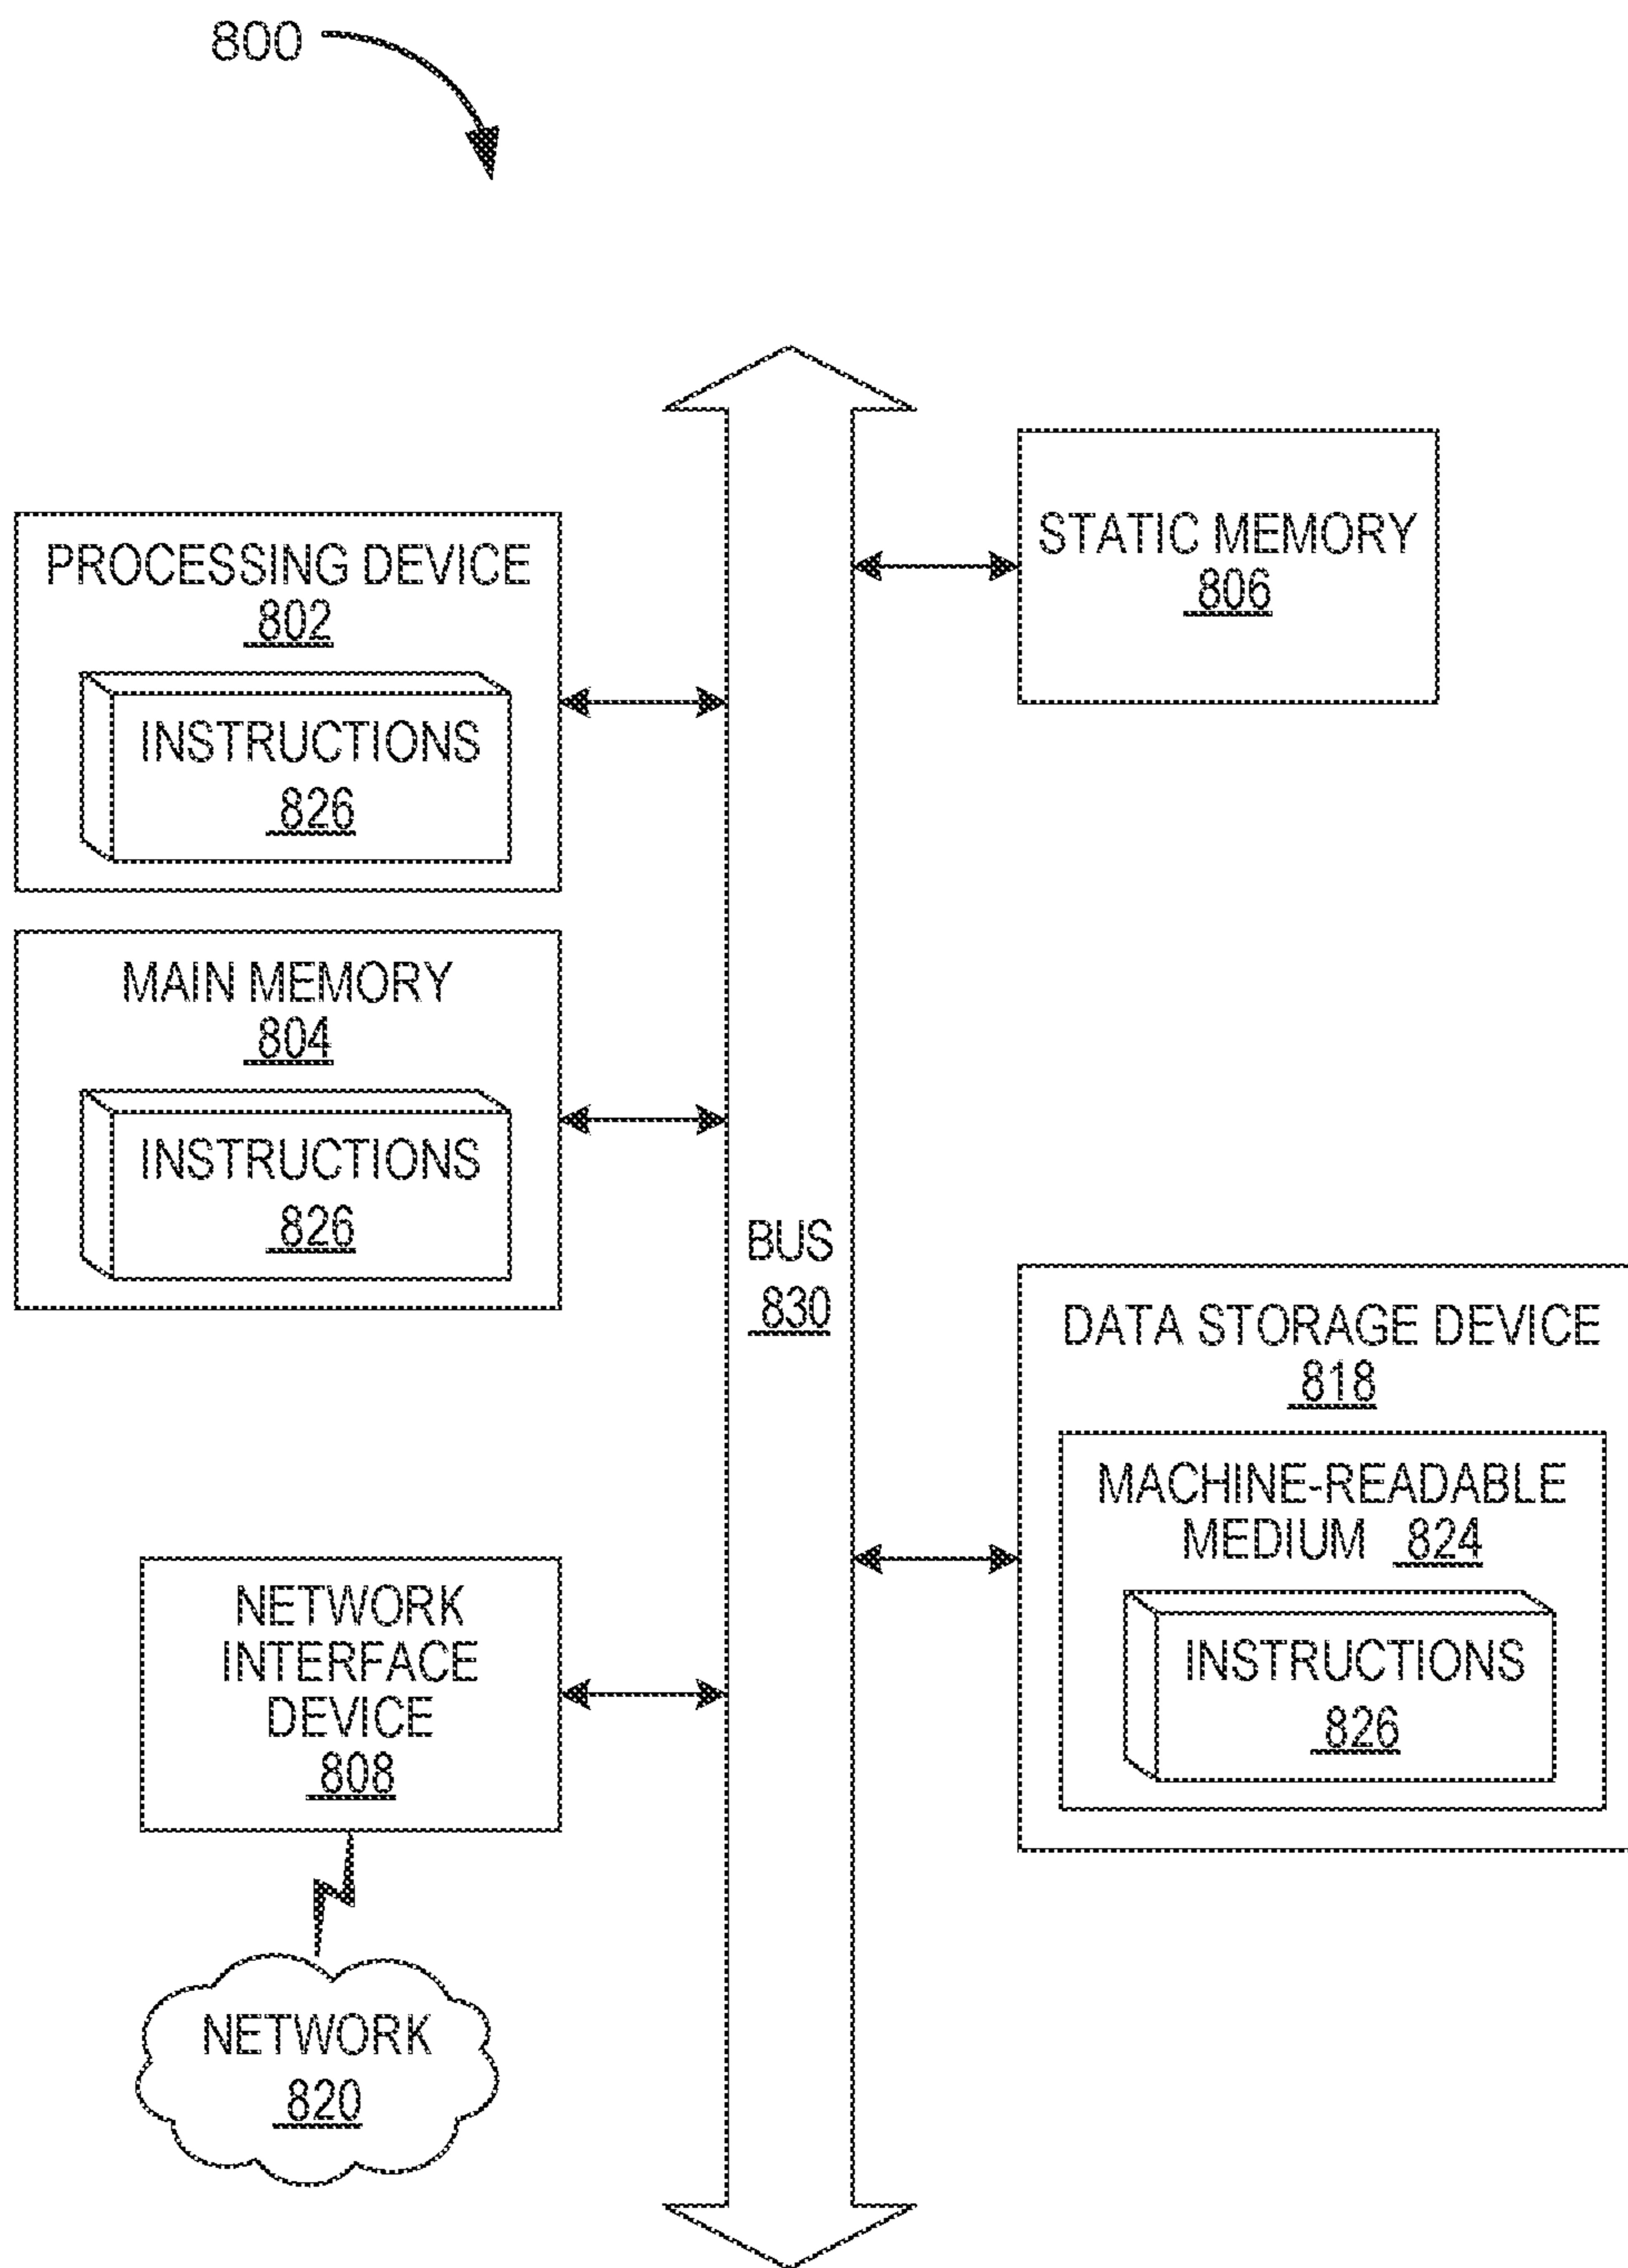 800
PROCESSING DEVICE
802
INSTRUCTIONS
826
MAIN MEMORY
804
INSTRUCTIONS
826
NETWORK
INTERFACE
DEVICE
808
NETWORK
820
BUS
830
STATIC MEMORY
806
DATA STORAGE DEVICE
818
MACHINE-READABLE
MEDIUM 824
INSTRUCTIONS
826